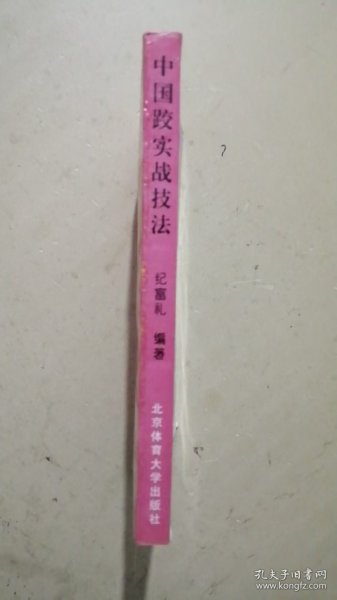 中国跤实战技法
纪富礼 编著
北京体育大学出版社
孔夫子旧书网
www.kongfz.com